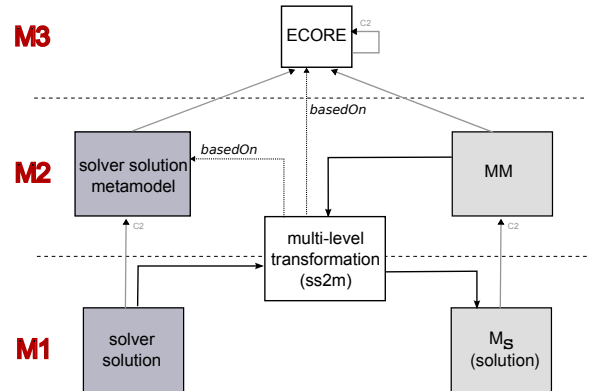 M3
ECORE
C2
basedOn
M2
solver solution
metamodel
basedOn
MM
C2
C2
multi-level
transformation
(ss2m)
M1
solver
solution
MS
(solution)